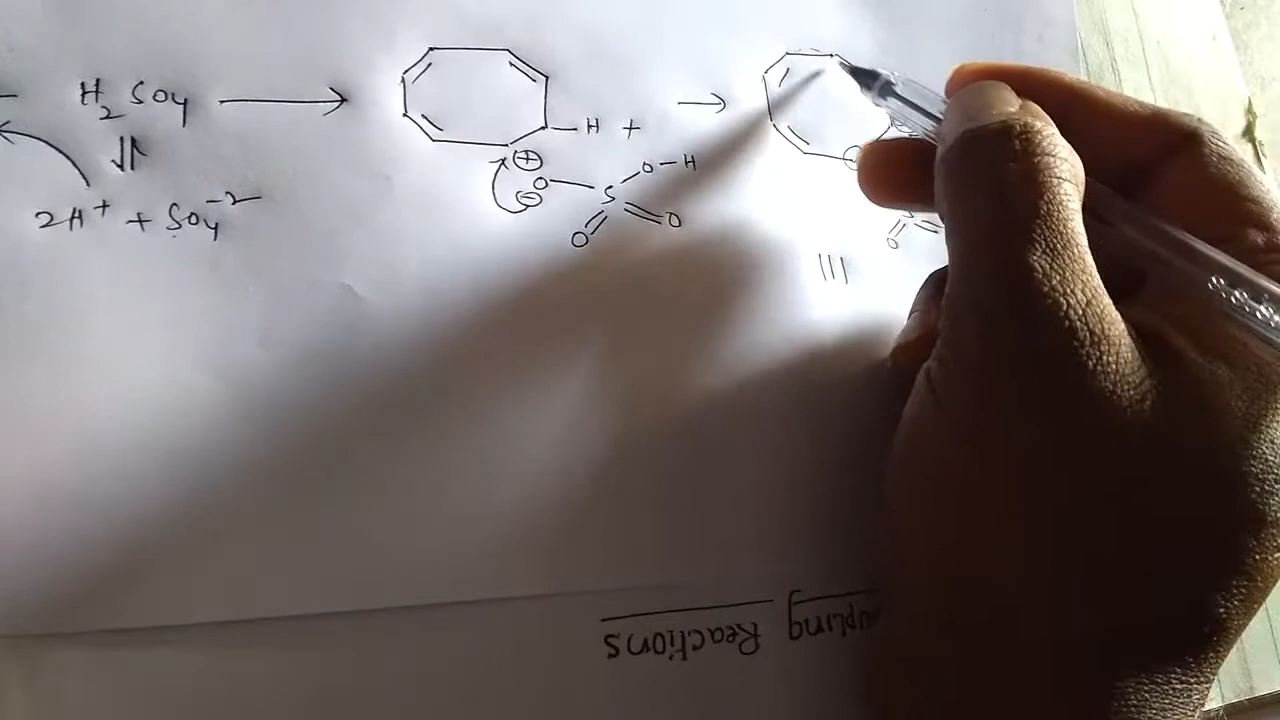 H₂SO₄ ⟶
⇌
2H⁺ + SO₄⁻²
H +
⊕
⊖
O S O H
O O
⟶
O
|||
Reactions